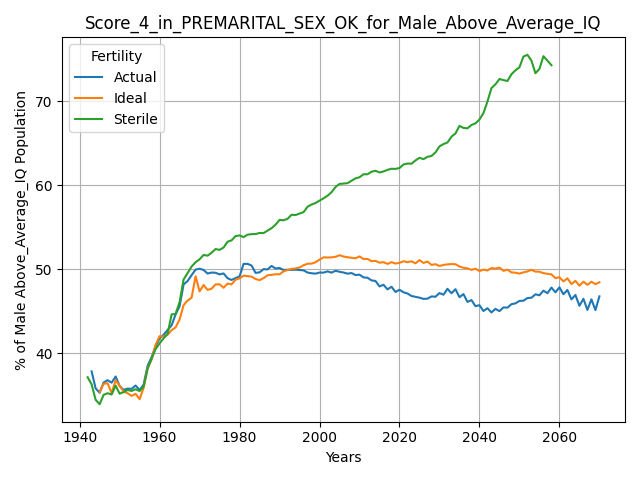 Score_4_in_PREMARITAL_SEX_OK_for_Male_Above_Average_IQ
Fertility
Actual
Ideal
Sterile
% of Male Above_Average_IQ Population
70
60
50
40
1940
1960
1980
2000
2020
2040
2060
Years